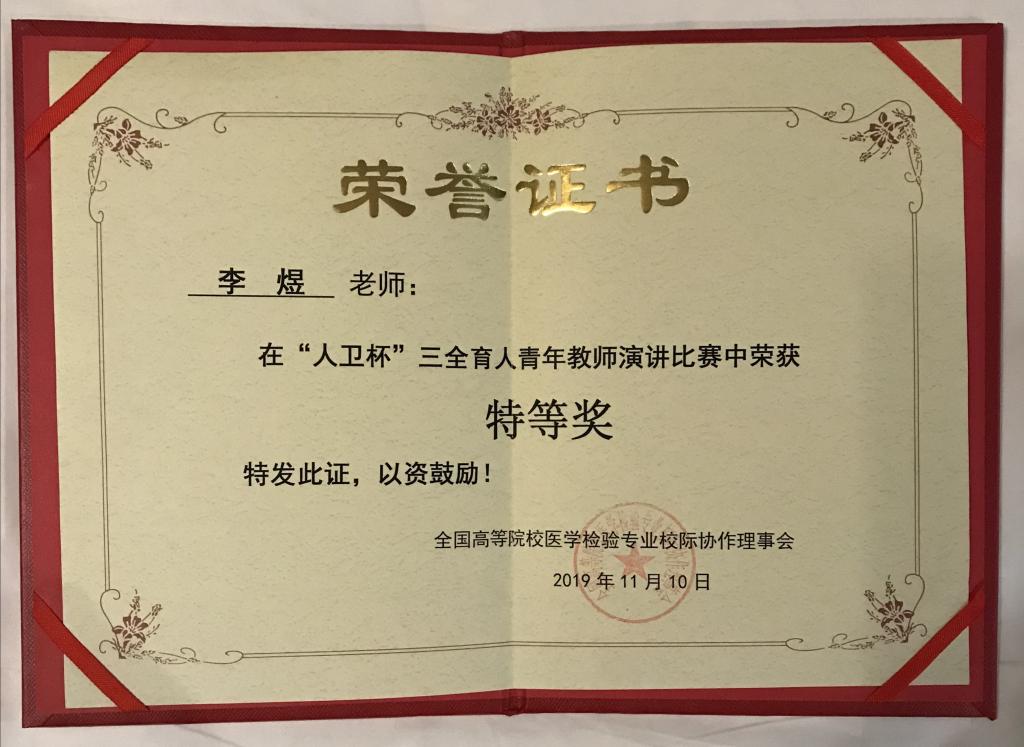 荣誉证书
李 煜 老师：
在“人卫杯”三全育人青年教师演讲比赛中荣获
特等奖
特发此证，以资鼓励！
全国高等院校医学检验专业校际协作理事会
2019 年 11 月 10 日